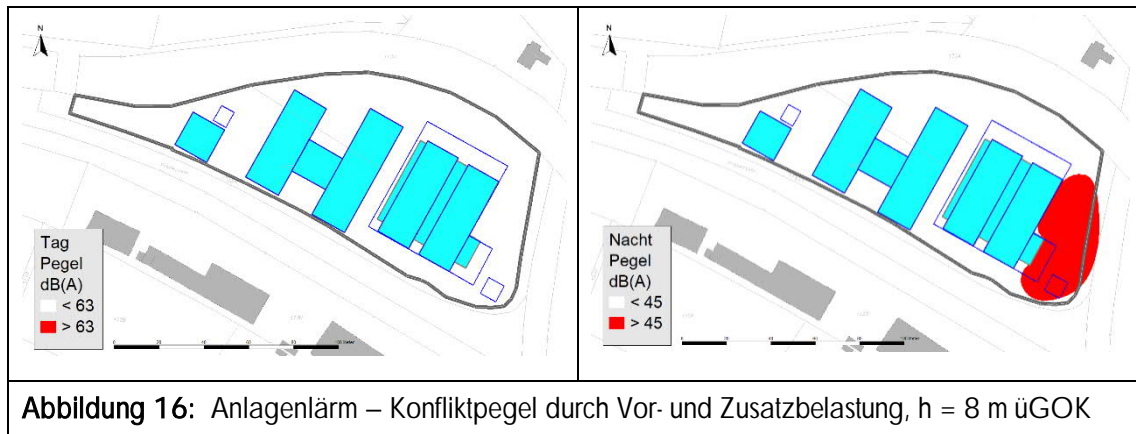 N
Tag
Pegel
dB(A)
< 63
> 63
N
Nacht
Pegel
dB(A)
< 45
> 45
Abbildung 16: Anlagenlärm – Konfliktpegel durch Vor- und Zusatzbelastung, h = 8 m üGOK